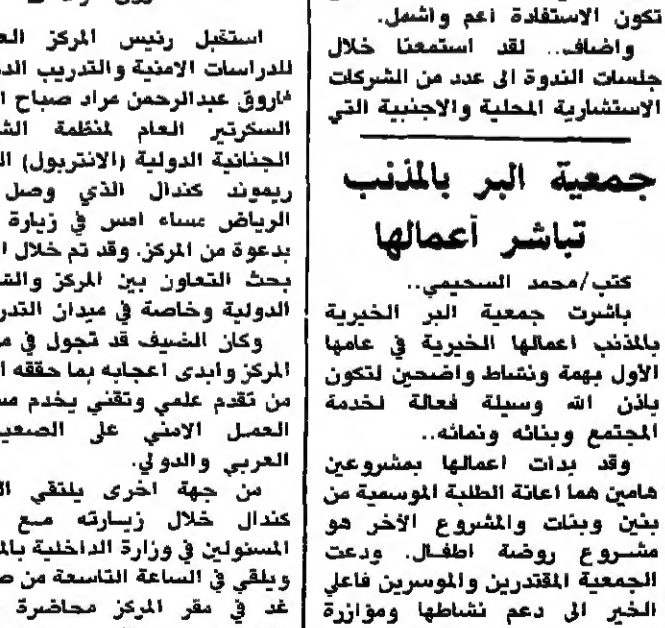 تكون الاستفادة أعم وأشمل.
وأضاف.. لقد استمعنا خلال
جلسات الندوة الى عدد من الشركات
الاستشارية المحلية والاجنبية التي
جمعية البر بالمذنب
تباشر أعمالها
كتب/محمد السحيمي..
باشرت جمعية البر الخيرية
بالمذنب اعمالها الخيرية في عامها
الأول بهمة ونشاط واضحين لتكون
باذن الله وسيلة فعالة لخدمة
المجتمع وبنائه ونمائه..
وقد بدأت اعمالها بمشروعين
هامين هما اعانة الطلبة الموسمية من
بنين وبنات والمشروع الآخر هو
مشروع روضة اطفال. ودعت
الجمعية المقتدرين والموسرين فاعلي
الخير الى دعم نشاطها ومؤازرة
استقبل رئيس المركز
للدراسات الامنية والتدريب
فاروق عبدالرحمن مراد صباح
السكرتير العام لمنظمة
الجنائية الدولية (الانتربول)
ريموند كندال الذي وصل
الرياض مساء امس في زيارة
بدعوة من المركز. وقد تم خلال
بحث التعاون بين المركز
الدولية وخاصة في ميدان
وكان الضيف قد تجول في
المركز وابدى اعجابه بما حققه
من تقدم علمي وتقني يخدم
العمل الامني على
العربي والدولي.
من جهة اخرى يلتقي
كندال خلال زيارته مع
المسئولين في وزارة الداخلية
ويلقي في الساعة التاسعة من
غد في مقر المركز محاضرة